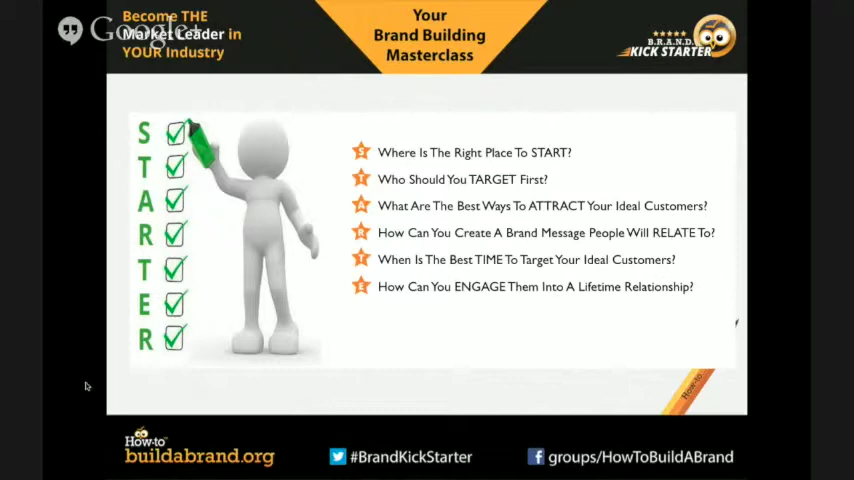 Become THE
Market Leader in
YOUR Industry
Google+
Your
Brand Building
Masterclass
B.R.A.N.D.
KICK STARTER
S
T
A
R
T
E
R
S Where Is The Right Place To START?
T Who Should You TARGET First?
A What Are The Best Ways To ATTRACT Your Ideal Customers?
R How Can You Create A Brand Message People Will RELATE To?
T When Is The Best TIME To Target Your Ideal Customers?
E How Can You ENGAGE Them Into A Lifetime Relationship?
How-to
How-to
buildabrand.org
#BrandKickStarter
groups/HowToBuildABrand